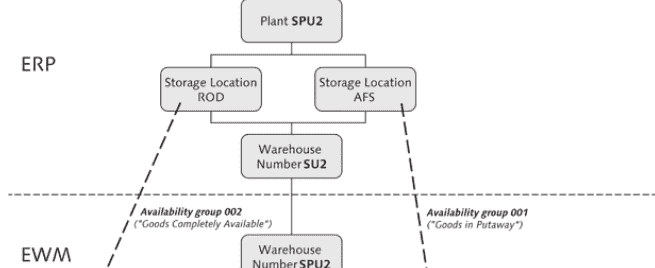 Plant SPU2
ERP
Storage Location
ROD
Storage Location
AFS
Warehouse
Number SU2
Availability group 002
("Goods Completely Available")
Availability group 001
("Goods in Putaway")
EWM
Warehouse
Number SPU2